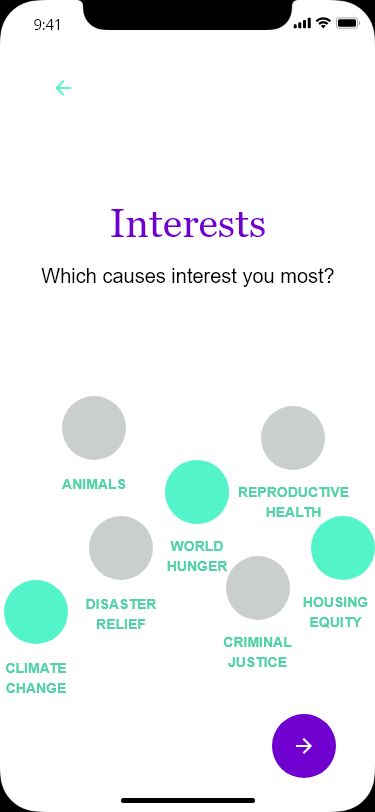 9:41
Interests
Which causes interest you most?
ANIMALS
REPRODUCTIVE
HEALTH
WORLD
HUNGER
DISASTER
RELIEF
HOUSING
EQUITY
CRIMINAL
JUSTICE
CLIMATE
CHANGE